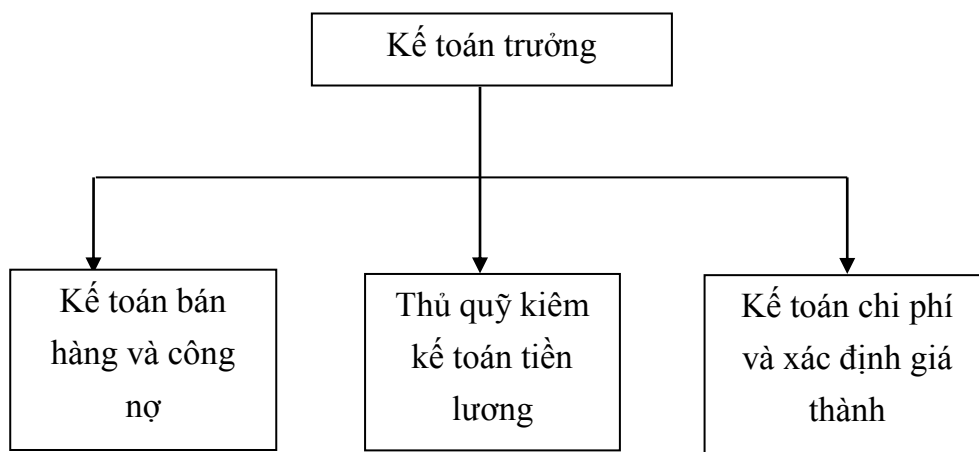 Kế toán trưởng
Kế toán bán
hàng và công
nợ
Thủ quỹ kiêm
kế toán tiền
lương
Kế toán chi phí
và xác định giá
thành